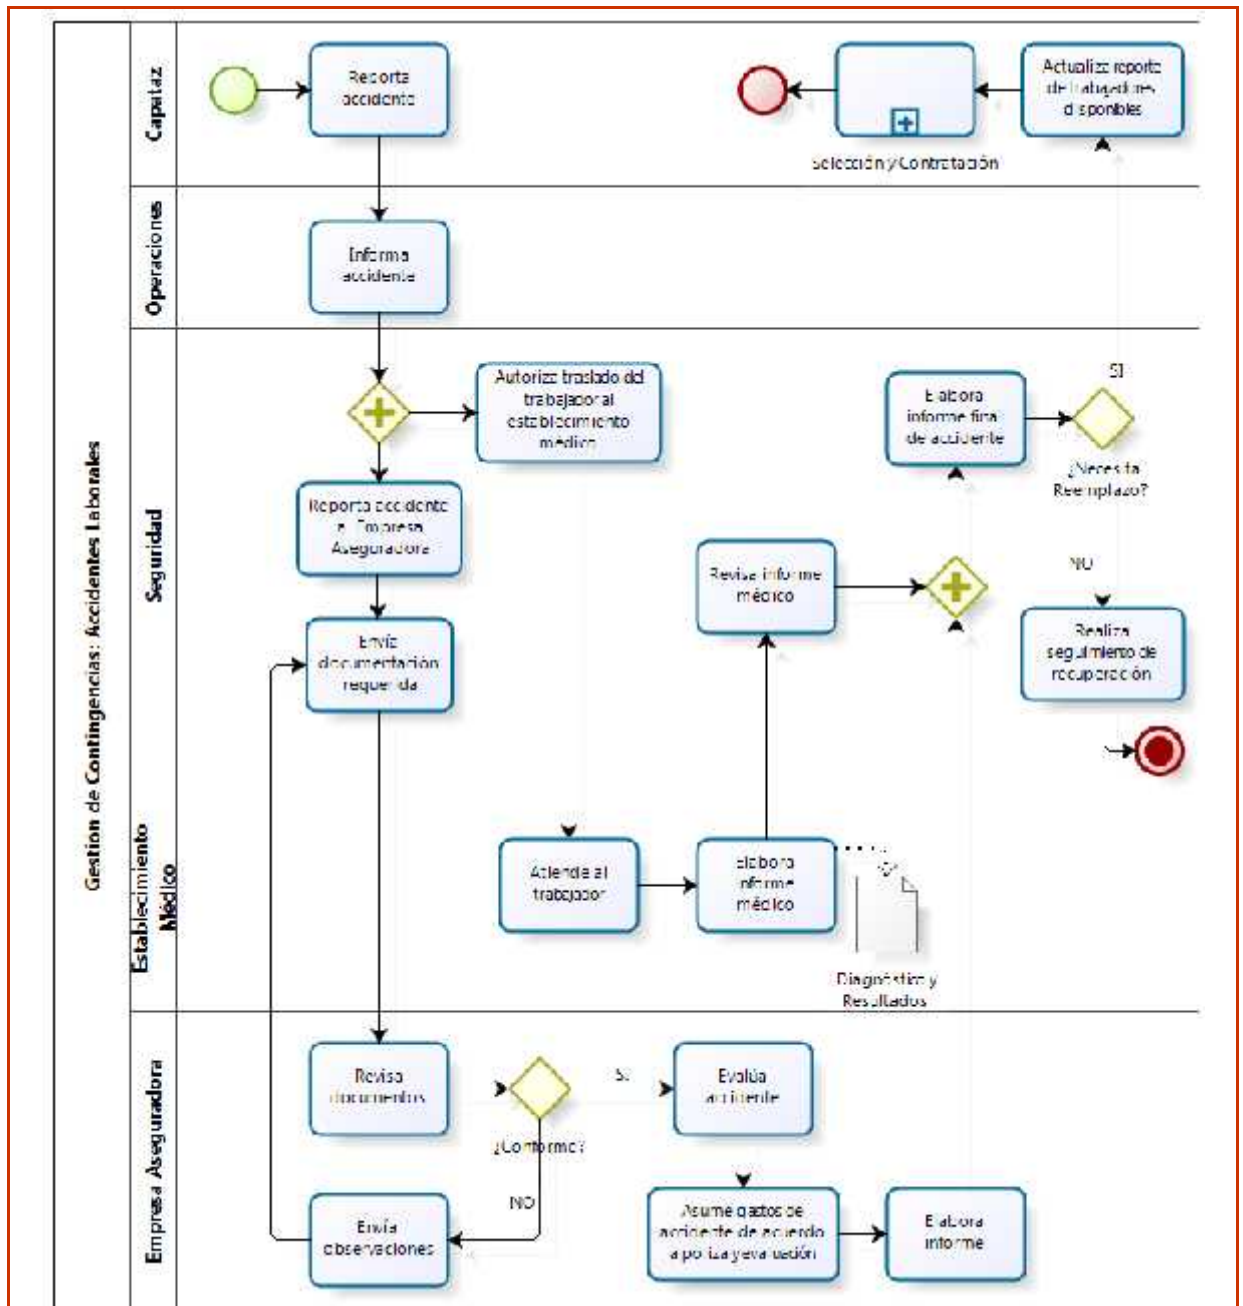 Gestion de Contingencias: Accidentes Laborales
Capataz
Reporta
accidente
Selección y Contratación
Actualiza reporte
de trabajadores
disponibles
Operaciones
Informa
accidente
Seguridad
Autoriza traslado del
trabajador al
establecimiento
médico
Reporta accidente
a Empresa
Aseguradora
Envía
documentación
requerida
Revisa informe
médico
Elabora
informe final
de accidente
SI
¿Necesita
Reemplazo?
NO
Realiza
seguimiento de
recuperación
Establecimiento
Médico
Atiende al
trabajador
Elabora
informe
médico
Diagnóstico y
Resultados
Empresa Aseguradora
Revisa
documentos
¿Conforme?
SI
NO
Evalúa
accidente
Envía
observaciones
Asume gastos de
accidente de acuerdo
a poliza y evaluación
Elabora
informe